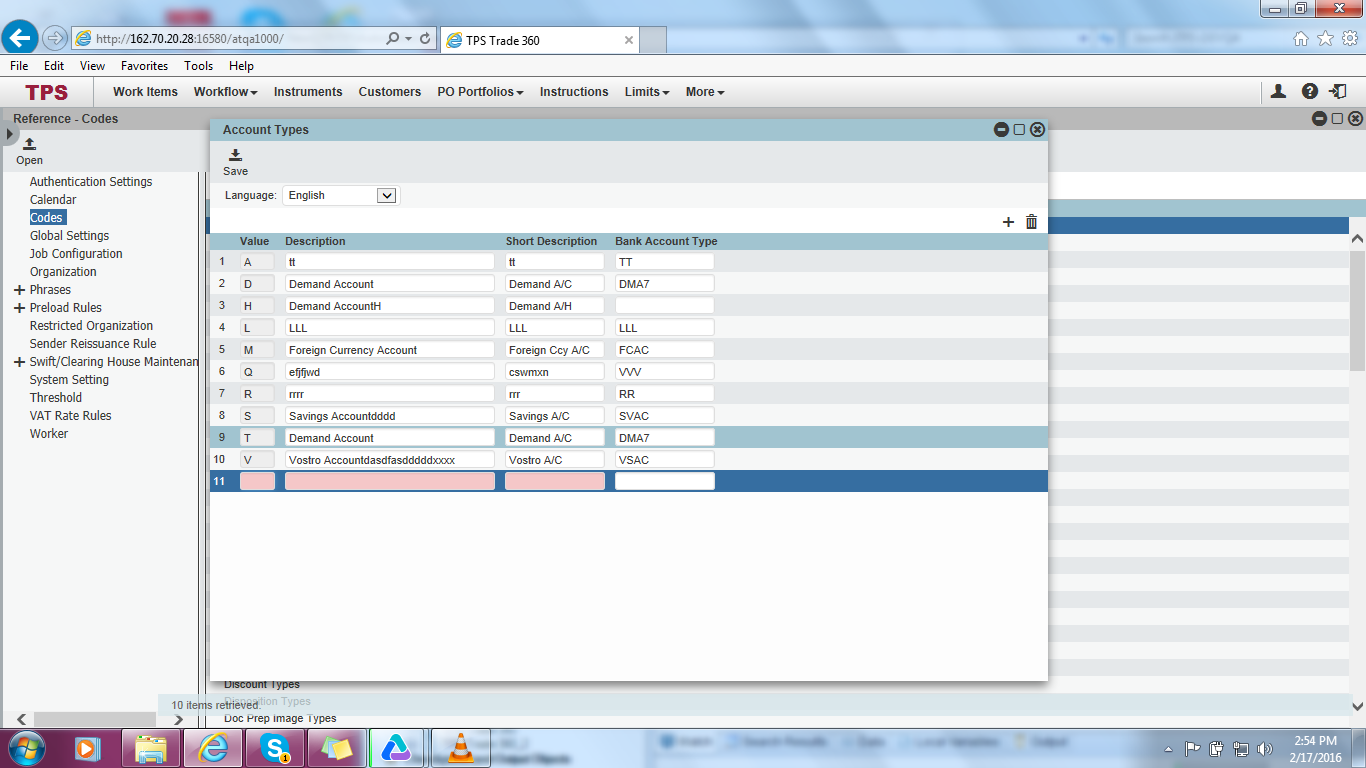 http://162.70.20.28:16580/atqa1000/
TPS Trade 360
File Edit View Favorites Tools Help
TPS Work Items Workflow Instruments Customers PO Portfolios Instructions Limits More
Reference - Codes
Account Types
Open
Save
Authentication Settings
Language: English
Calendar
Codes
Global Settings
Job Configuration
Organization
Phrases
Preload Rules
Restricted Organization
Sender Reissuance Rule
Swift/Clearing House Maintenan
System Setting
Threshold
VAT Rate Rules
Worker
Value Description Short Description Bank Account Type
1 A tt tt TT
2 D Demand Account Demand A/C DMA7
3 H Demand AccountH Demand A/H
4 L LLL LLL LLL
5 M Foreign Currency Account Foreign Ccy A/C FCAC
6 Q efjfjwd cswmxn VVV
7 R rrrr rrr RR
8 S Savings Accountdddd Savings A/C SVAC
9 T Demand Account Demand A/C DMA7
10 V Vostro Accountdasdfasdddddxxxx Vostro A/C VSAC
11
Discount Types
Disposition Types
10 items retrieved.
Doc Prep Image Types
2:54 PM
2/17/2016